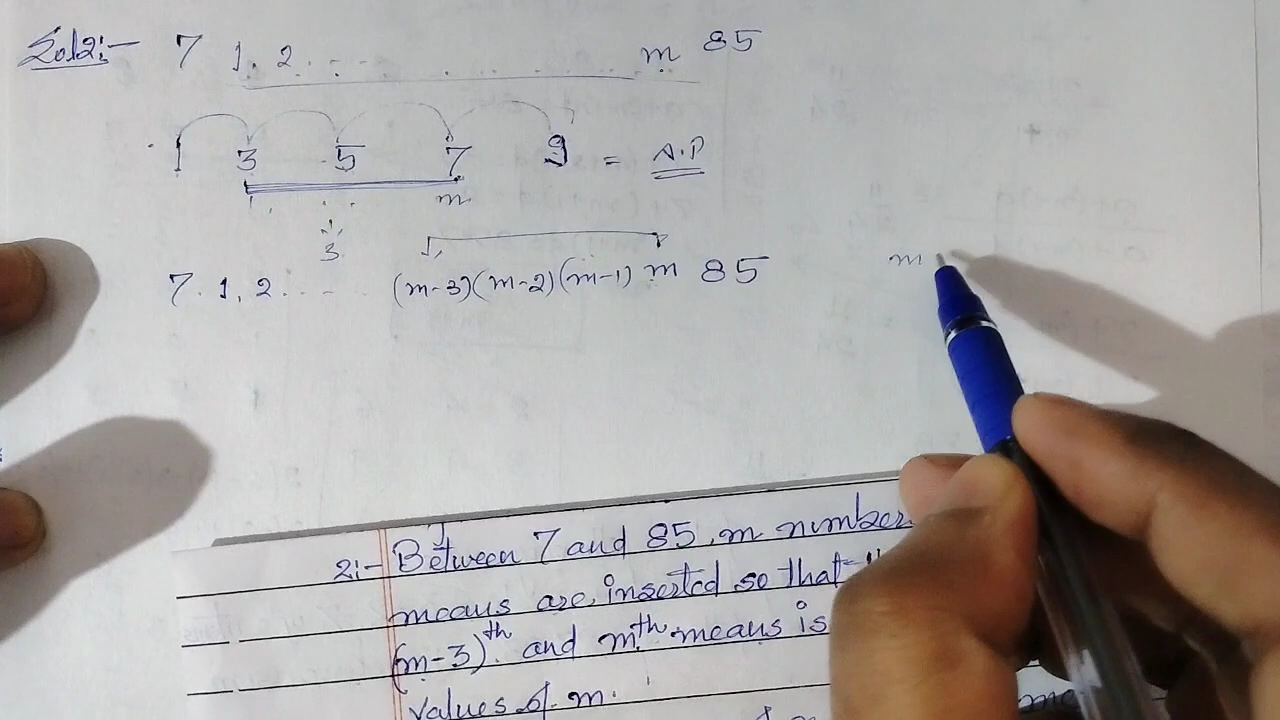 Sol2:- 7 1, 2 . . . . . . . . . . . m 85
1 3 5 7 9 = A.P
m
3
7. 1, 2 . . . . . (m-3)(m-2)(m-1) m 85
m
2:- Between 7 and 85, m number
means are, inserted so that
(m-3)th and mth means is
values of m.